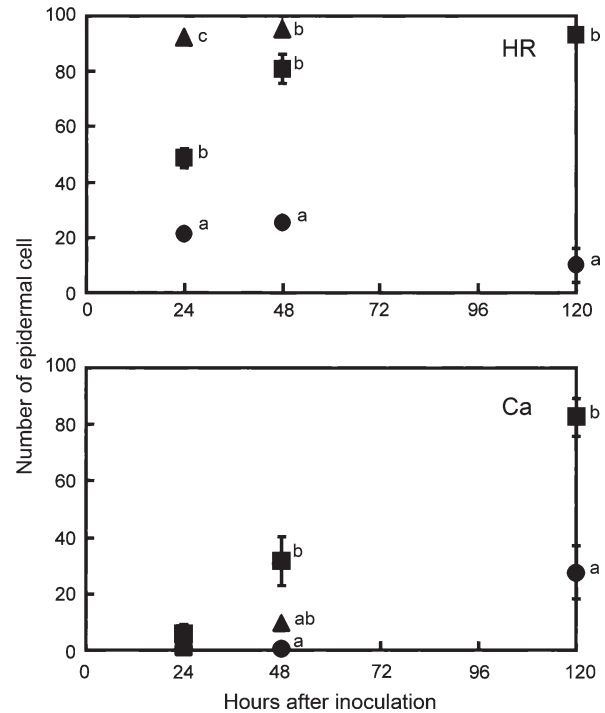 100
c
b
HR
b
80
b
60
b
40
a
a
20
a
0
0 24 48 72 96 120
Number of epidermal cell
100
Ca
b
80
60
40
b
a
20
ab
a
0
0 24 48 72 96 120
Hours after inoculation